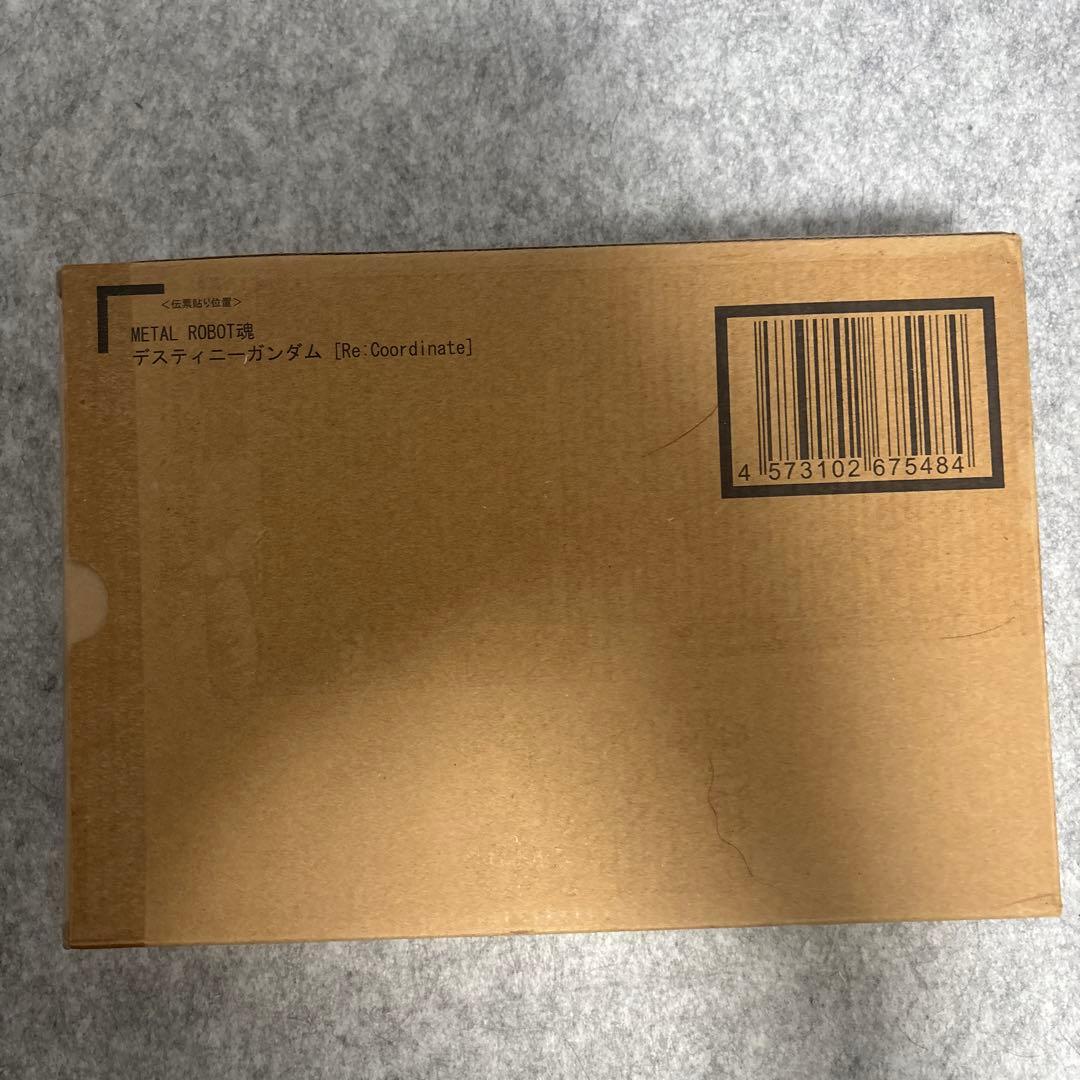 <伝票貼り位置>
METAL ROBOT魂
デスティニーガンダム [Re:Coordinate]
4 573102 675484